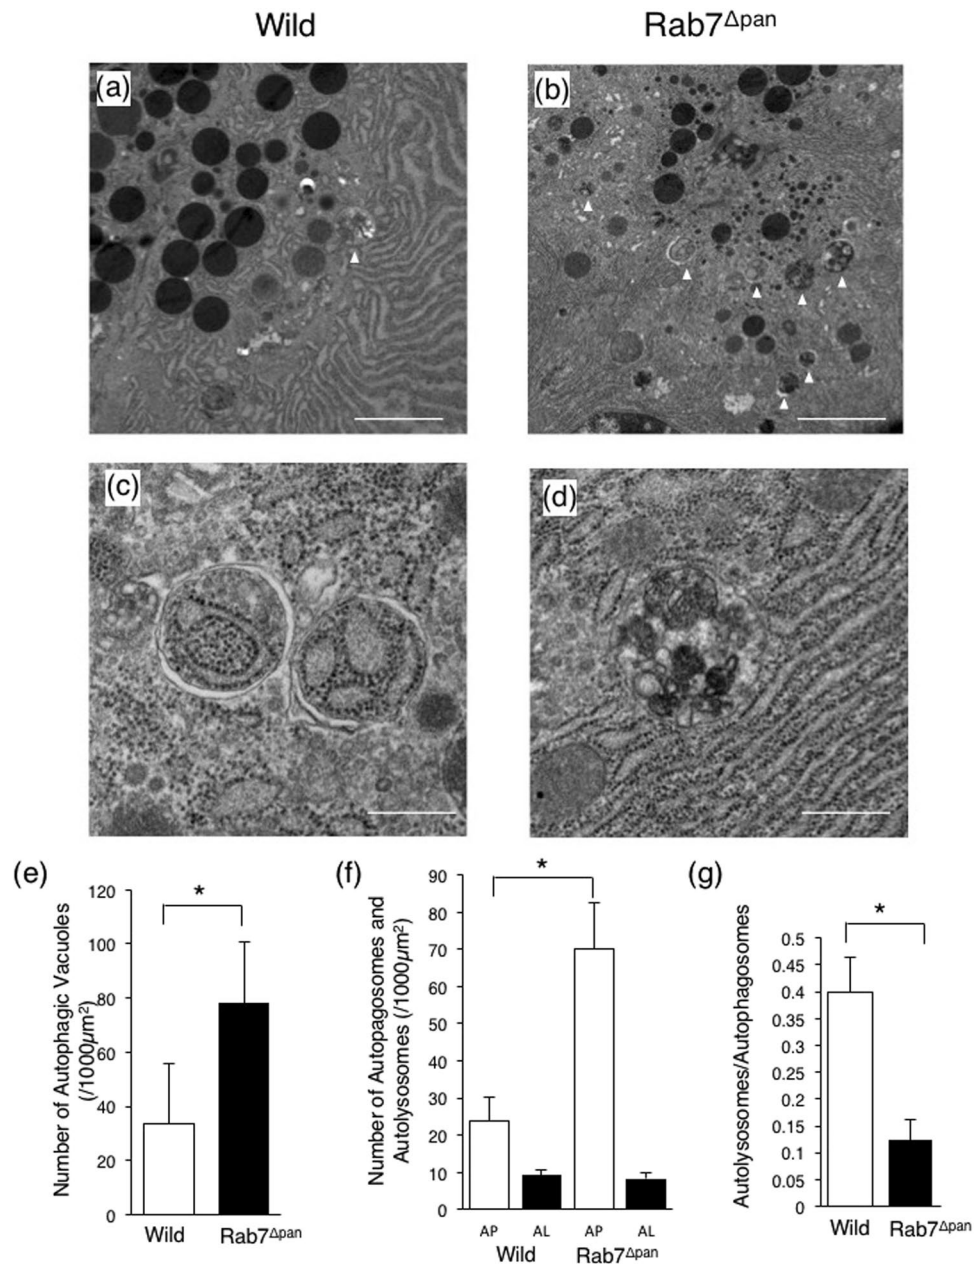 Wild
Rab7Δpan
(a)
(b)
(c)
(d)
(e)
Number of Autophagic Vacuoles
(/1000µm²)
120
100
80
60
40
20
0
*
Wild
Rab7Δpan
(f)
Number of Autopagosomes and
Autolysosomes (/1000µm²)
90
80
70
60
50
40
30
20
10
0
*
AP
AL
AP
AL
Wild
Rab7Δpan
(g)
Autolysosomes/Autophagosomes
0.5
0.45
0.4
0.35
0.3
0.25
0.2
0.15
0.1
0.05
0
*
Wild
Rab7Δpan